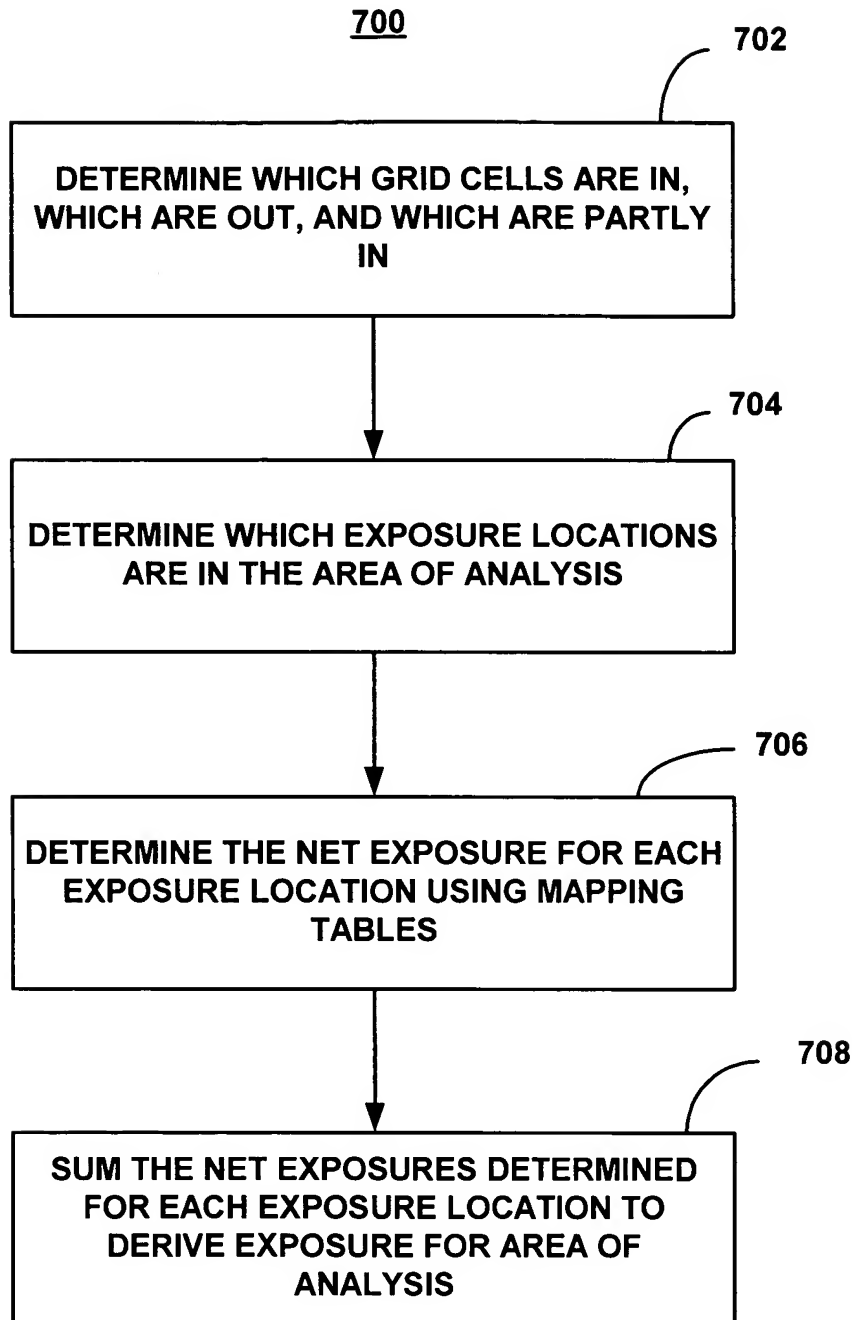 700
702
DETERMINE WHICH GRID CELLS ARE IN,
WHICH ARE OUT, AND WHICH ARE PARTLY
IN
704
DETERMINE WHICH EXPOSURE LOCATIONS
ARE IN THE AREA OF ANALYSIS
706
DETERMINE THE NET EXPOSURE FOR EACH
EXPOSURE LOCATION USING MAPPING
TABLES
708
SUM THE NET EXPOSURES DETERMINED
FOR EACH EXPOSURE LOCATION TO
DERIVE EXPOSURE FOR AREA OF
ANALYSIS